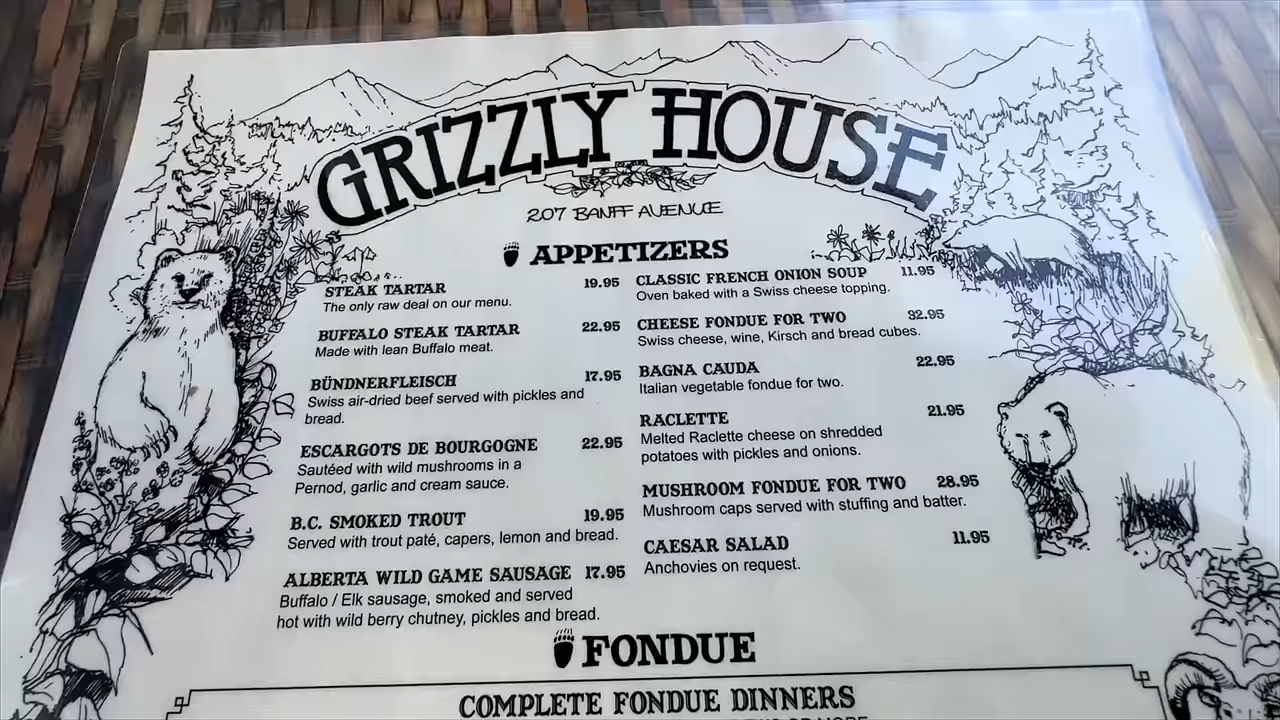 GRIZZLY HOUSE
207 BANFF AVENUE
APPETIZERS
STEAK TARTAR 19.95
The only raw deal on our menu.
BUFFALO STEAK TARTAR 22.95
Made with lean Buffalo meat.
BÜNDNERFLEISCH 17.95
Swiss air-dried beef served with pickles and
bread.
ESCARGOTS DE BOURGOGNE 22.95
Sautéed with wild mushrooms in a
Pernod, garlic and cream sauce.
B.C. SMOKED TROUT 19.95
Served with trout paté, capers, lemon and bread.
ALBERTA WILD GAME SAUSAGE 17.95
Buffalo / Elk sausage, smoked and served
hot with wild berry chutney, pickles and bread.
CLASSIC FRENCH ONION SOUP 11.95
Oven baked with a Swiss cheese topping.
CHEESE FONDUE FOR TWO 32.95
Swiss cheese, wine, Kirsch and bread cubes.
BAGNA CAUDA 22.95
Italian vegetable fondue for two.
RACLETTE 21.95
Melted Raclette cheese on shredded
potatoes with pickles and onions.
MUSHROOM FONDUE FOR TWO 28.95
Mushroom caps served with stuffing and batter.
CAESAR SALAD 11.95
Anchovies on request.
FONDUE
COMPLETE FONDUE DINNERS
OR MORE